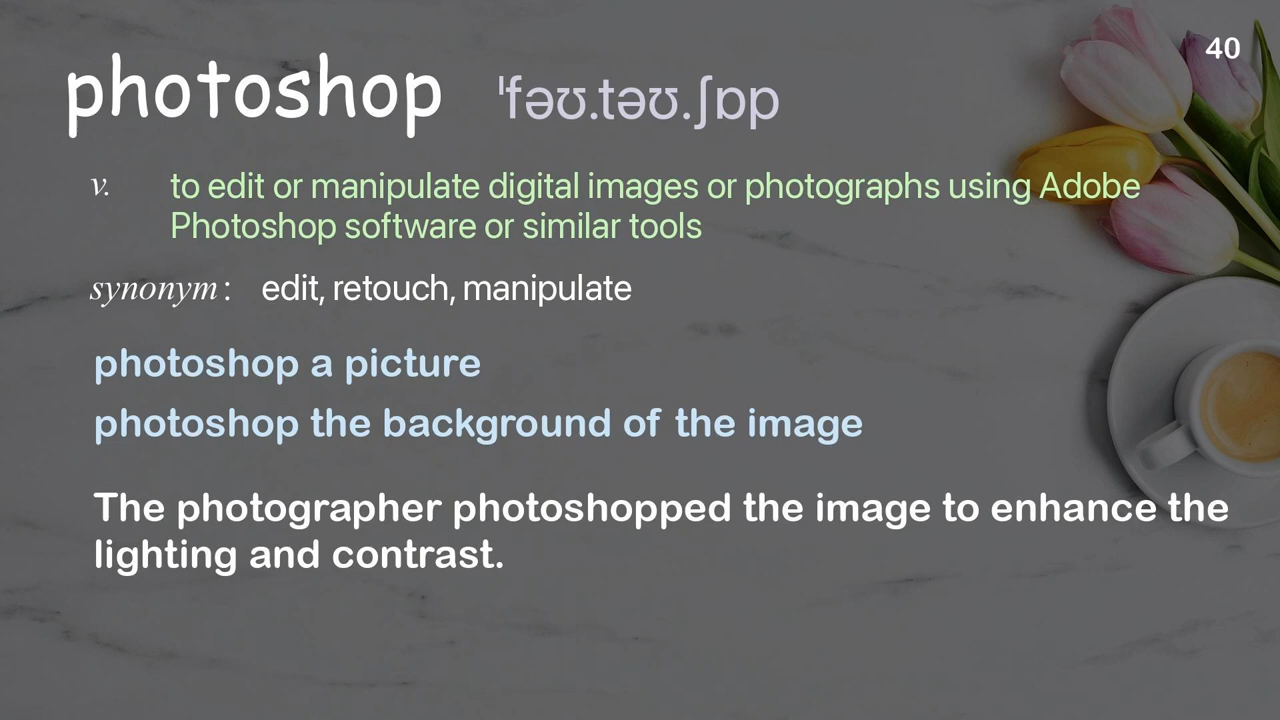 40
photoshop ˈfəʊ.təʊ.ʃɒp
v. to edit or manipulate digital images or photographs using Adobe
Photoshop software or similar tools
synonym : edit, retouch, manipulate
photoshop a picture
photoshop the background of the image
The photographer photoshopped the image to enhance the
lighting and contrast.